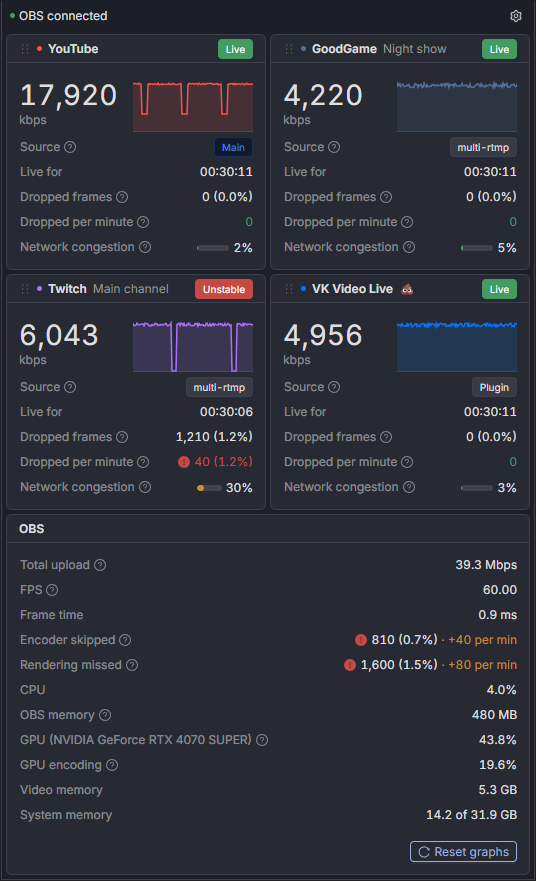 OBS connected
YouTube Live
17,920
kbps
Source Main
Live for 00:30:11
Dropped frames 0 (0.0%)
Dropped per minute 0
Network congestion 2%
GoodGame Night show Live
4,220
kbps
Source multi-rtmp
Live for 00:30:11
Dropped frames 0 (0.0%)
Dropped per minute 0
Network congestion 5%
Twitch Main channel Unstable
6,043
kbps
Source multi-rtmp
Live for 00:30:06
Dropped frames 1,210 (1.2%)
Dropped per minute 40 (1.2%)
Network congestion 30%
VK Video Live 💩 Live
4,956
kbps
Source Plugin
Live for 00:30:11
Dropped frames 0 (0.0%)
Dropped per minute 0
Network congestion 3%
OBS
Total upload 39.3 Mbps
FPS 60.00
Frame time 0.9 ms
Encoder skipped 810 (0.7%) · +40 per min
Rendering missed 1,600 (1.5%) · +80 per min
CPU 4.0%
OBS memory 480 MB
GPU (NVIDIA GeForce RTX 4070 SUPER) 43.8%
GPU encoding 19.6%
Video memory 5.3 GB
System memory 14.2 of 31.9 GB
Reset graphs